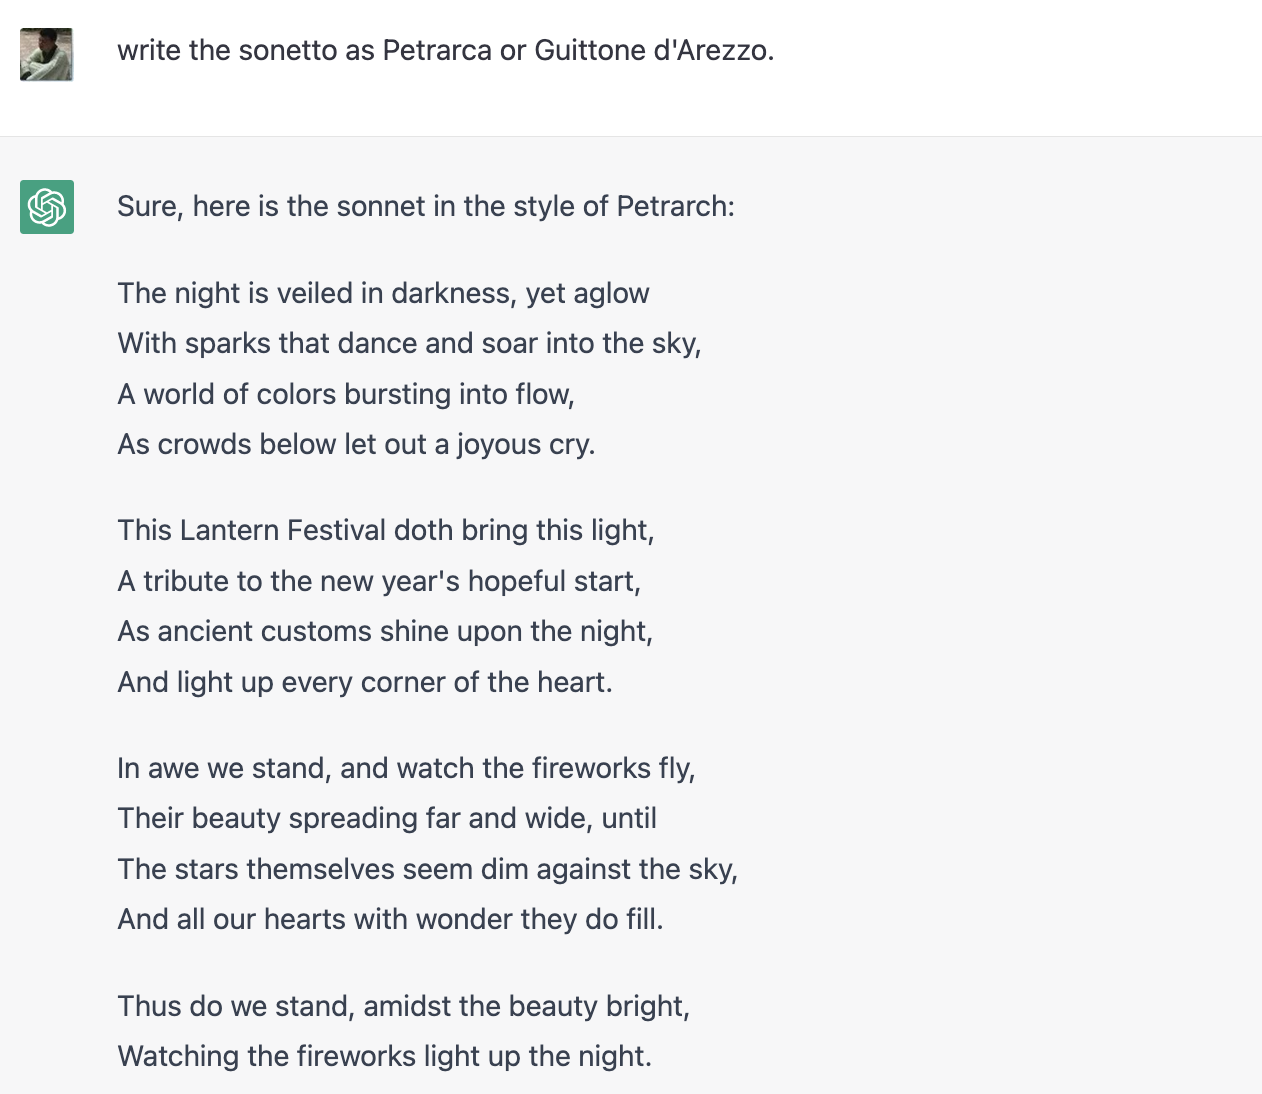 write the sonetto as Petrarca or Guittone d'Arezzo.
Sure, here is the sonnet in the style of Petrarch:
The night is veiled in darkness, yet aglow
With sparks that dance and soar into the sky,
A world of colors bursting into flow,
As crowds below let out a joyous cry.
This Lantern Festival doth bring this light,
A tribute to the new year's hopeful start,
As ancient customs shine upon the night,
And light up every corner of the heart.
In awe we stand, and watch the fireworks fly,
Their beauty spreading far and wide, until
The stars themselves seem dim against the sky,
And all our hearts with wonder they do fill.
Thus do we stand, amidst the beauty bright,
Watching the fireworks light up the night.